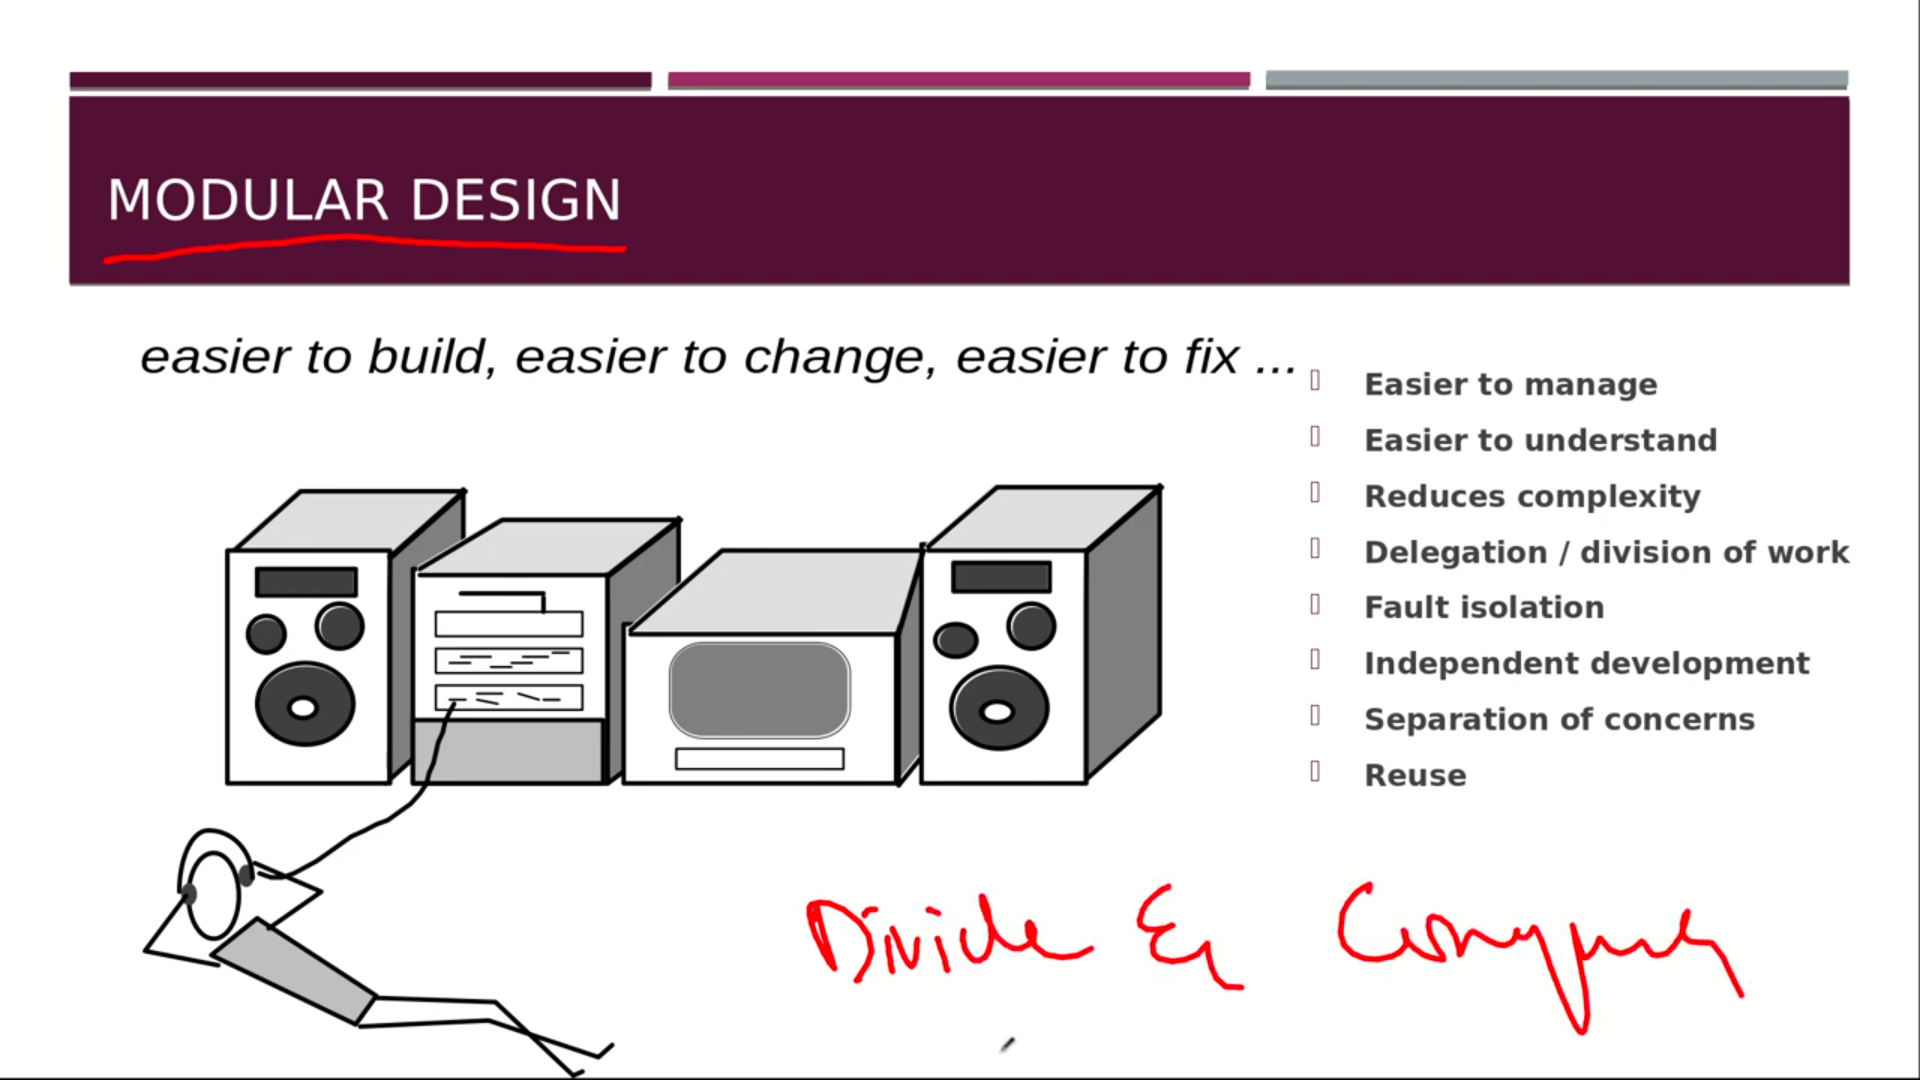 MODULAR DESIGN
easier to build, easier to change, easier to fix ...
Easier to manage
Easier to understand
Reduces complexity
Delegation / division of work
Fault isolation
Independent development
Separation of concerns
Reuse
Divide & Conquer